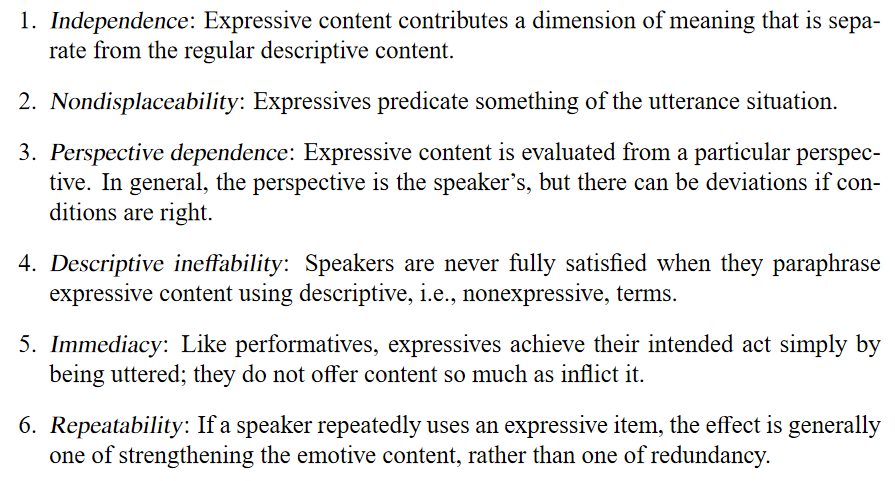 1. Independence: Expressive content contributes a dimension of meaning that is sepa-
rate from the regular descriptive content.
2. Nondisplaceability: Expressives predicate something of the utterance situation.
3. Perspective dependence: Expressive content is evaluated from a particular perspec-
tive. In general, the perspective is the speaker’s, but there can be deviations if con-
ditions are right.
4. Descriptive ineffability: Speakers are never fully satisfied when they paraphrase
expressive content using descriptive, i.e., nonexpressive, terms.
5. Immediacy: Like performatives, expressives achieve their intended act simply by
being uttered; they do not offer content so much as inflict it.
6. Repeatability: If a speaker repeatedly uses an expressive item, the effect is generally
one of strengthening the emotive content, rather than one of redundancy.